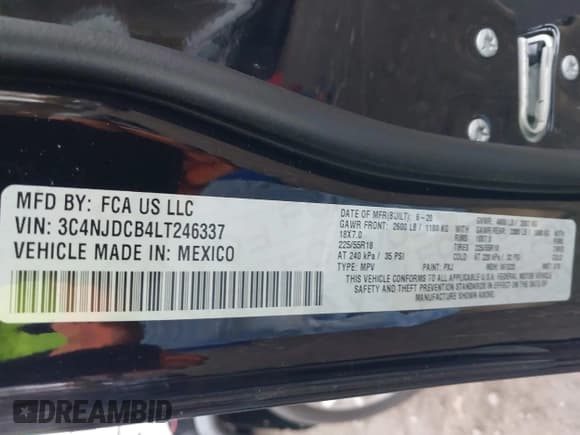 MFD BY: FCA US LLC
VIN: 3C4NJDCB4LT246337
VEHICLE MADE IN: MEXICO
DATE OF MFR(BUILT): 6-20
GAWR FRONT: 2600 LB / 1180 KG
18X7.0
225/55R18
AT 240 kPa / 35 PSI
TYPE: MPV PAINT: PXJ
TIRES
225/55R18
THIS VEHICLE CONFORMS TO ALL APPLICABLE U.S.A. FEDERAL MOTOR VEHICLE
SAFETY AND THEFT PREVENTION STANDARDS IN EFFECT ON THE DATE OF
MANUFACTURE SHOWN ABOVE.
DREAMBID